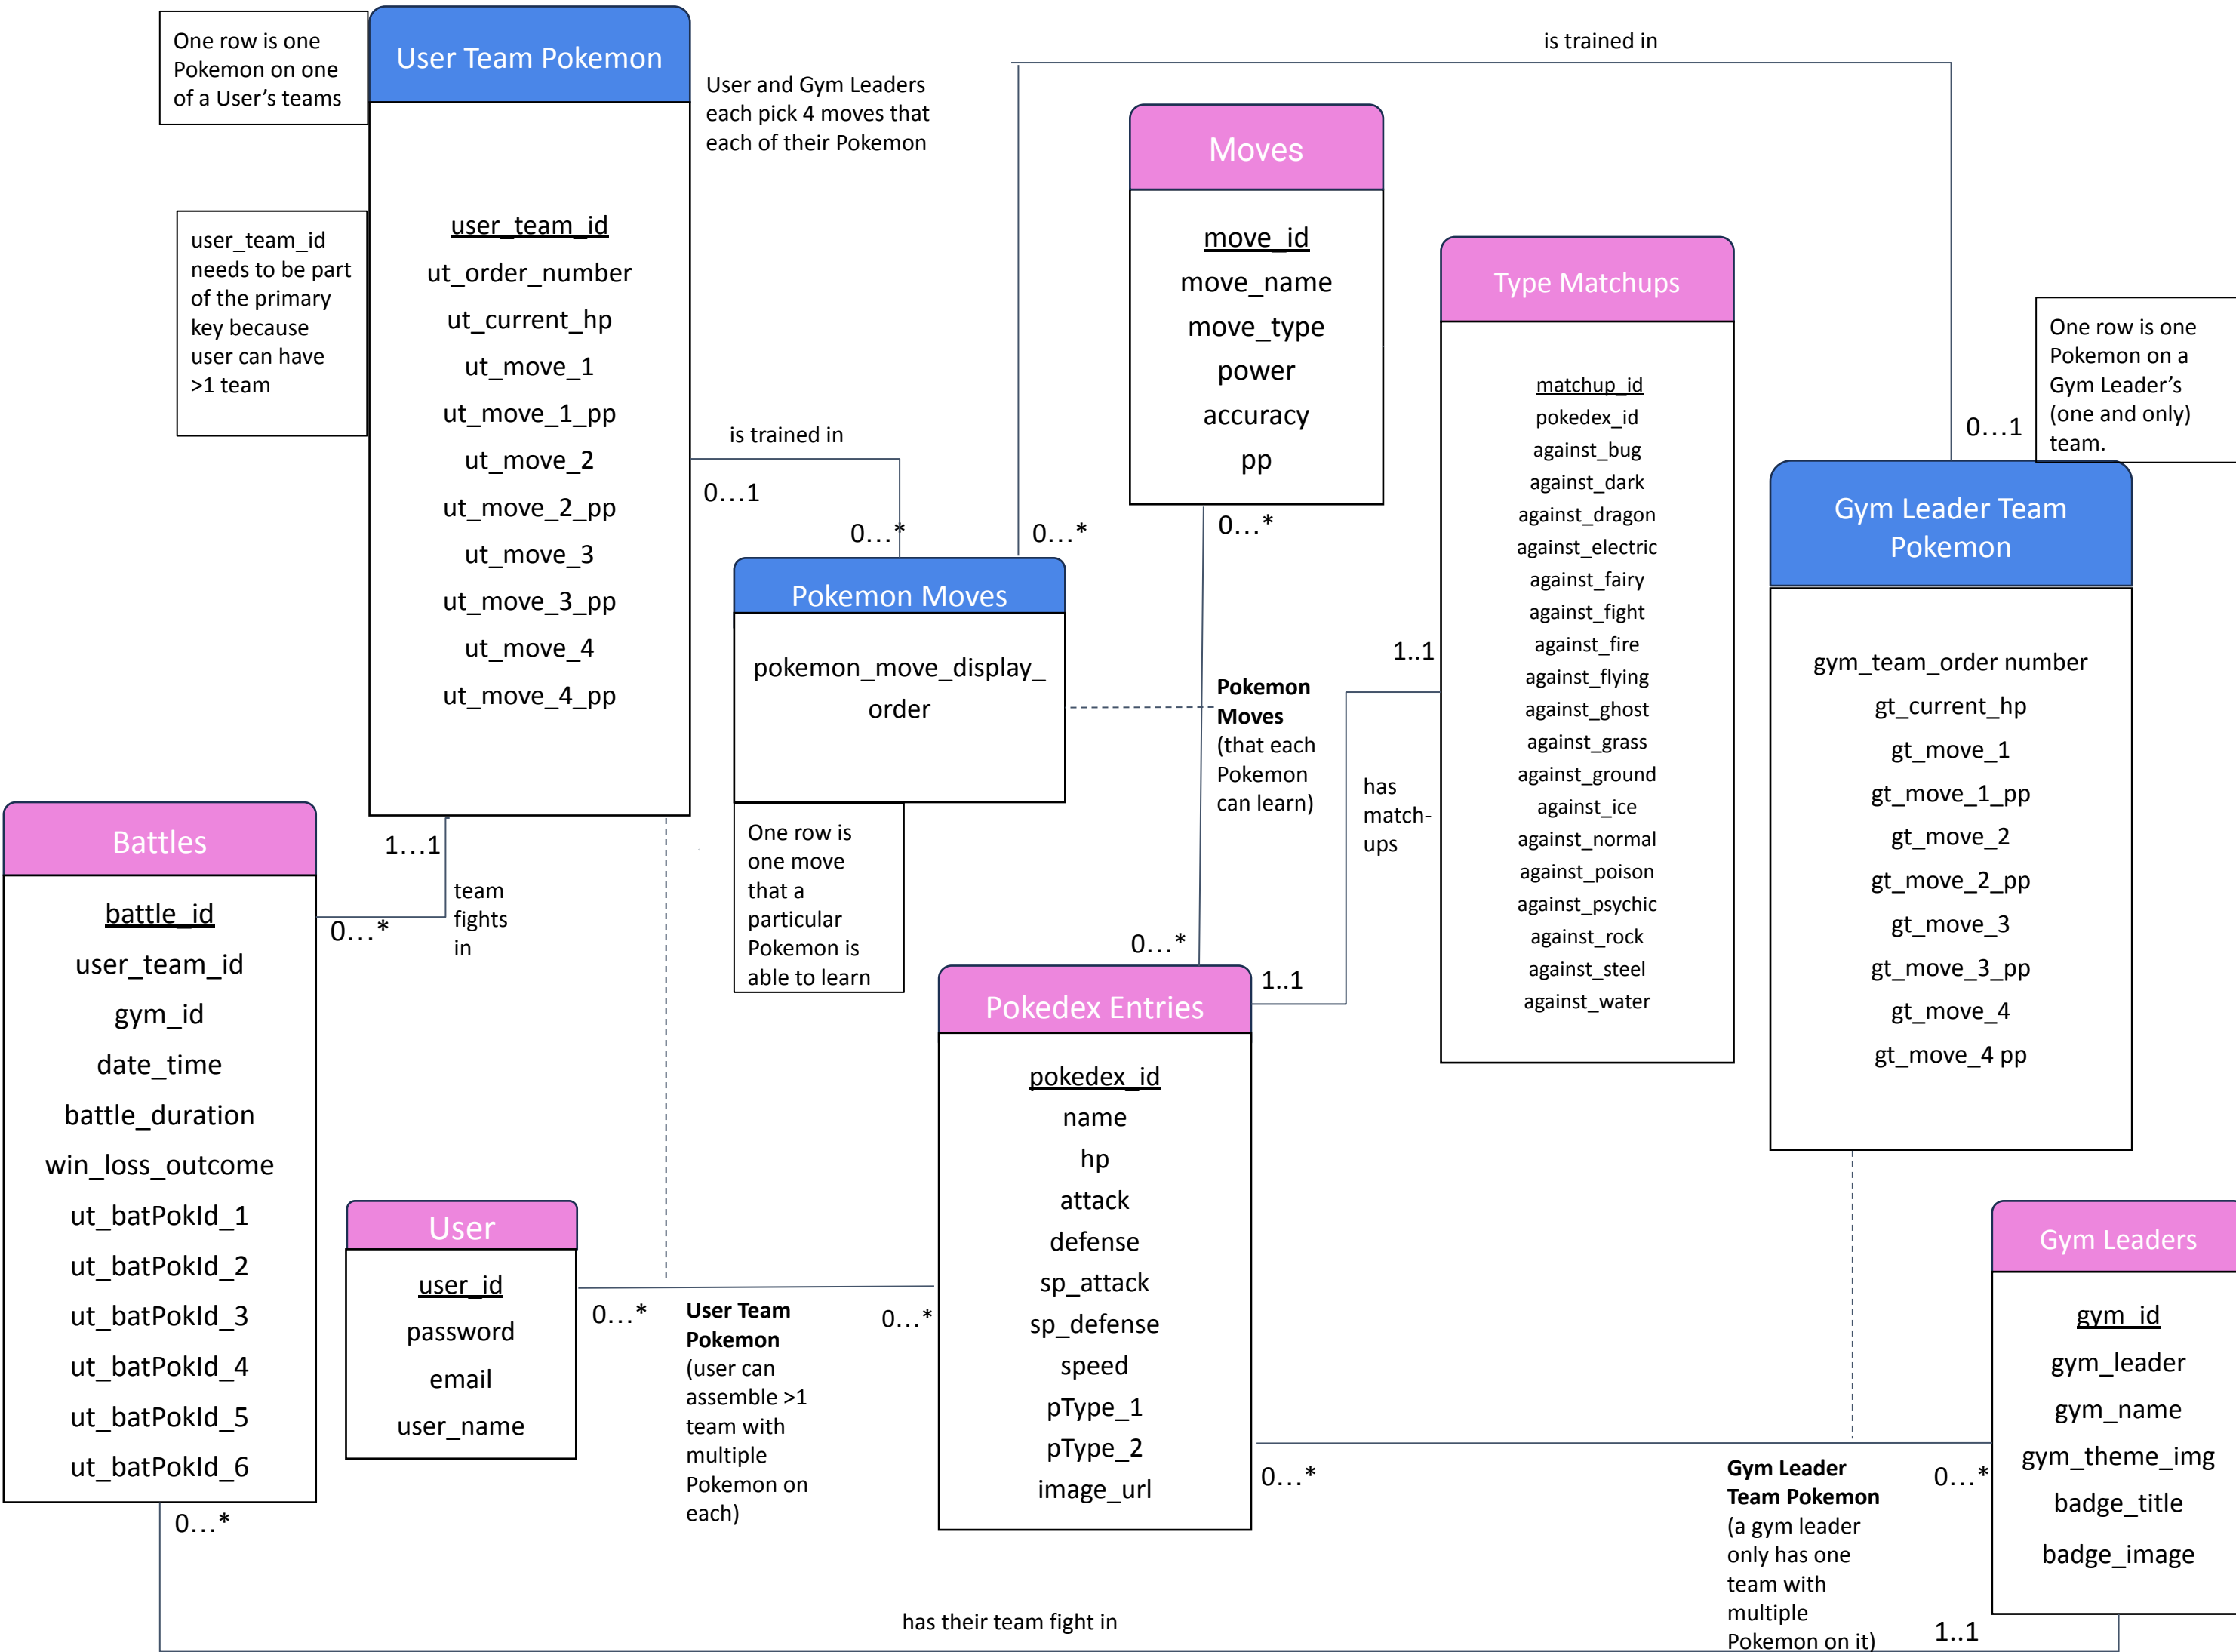 One row is one
Pokemon on one
of a User's teams
User Team Pokemon
User and Gym Leaders
each pick 4 moves that
each of their Pokemon
user_team_id
needs to be part
of the primary
key because
user can have
>1 team
user_team_id
ut_order_number
ut_current_hp
ut_move_1
ut_move_1_pp
ut_move_2
ut_move_2_pp
ut_move_3
ut_move_3_pp
ut_move_4
ut_move_4_pp
is trained in
0...1
0...*
is trained in
0...*
0...1
Moves
move_id
move_name
move_type
power
accuracy
pp
0...*
Type Matchups
matchup_id
pokedex_id
against_bug
against_dark
against_dragon
against_electric
against_fairy
against_fight
against_fire
against_flying
against_ghost
against_grass
against_ground
against_ice
against_normal
against_poison
against_psychic
against_rock
against_steel
against_water
One row is one
Pokemon on a
Gym Leader's
(one and only)
team.
Gym Leader Team
Pokemon
gym_team_order number
gt_current_hp
gt_move_1
gt_move_1_pp
gt_move_2
gt_move_2_pp
gt_move_3
gt_move_3_pp
gt_move_4
gt_move_4 pp
Pokemon Moves
pokemon_move_display_
order
One row is
one move
that a
particular
Pokemon is
able to learn
Pokemon
Moves
(that each
Pokemon
can learn)
1..1
has
match-
ups
1..1
0...*
Battles
battle_id
user_team_id
gym_id
date_time
battle_duration
win_loss_outcome
ut_batPokId_1
ut_batPokId_2
ut_batPokId_3
ut_batPokId_4
ut_batPokId_5
ut_batPokId_6
1...1
team
fights
in
0...*
0...*
User
user_id
password
email
user_name
0...*
User Team
Pokemon
(user can
assemble >1
team with
multiple
Pokemon on
each)
0...*
Pokedex Entries
pokedex_id
name
hp
attack
defense
sp_attack
sp_defense
speed
pType_1
pType_2
image_url
0...*
Gym Leader
Team Pokemon
(a gym leader
only has one
team with
multiple
Pokemon on it)
0...*
Gym Leaders
gym_id
gym_leader
gym_name
gym_theme_img
badge_title
badge_image
1..1
has their team fight in